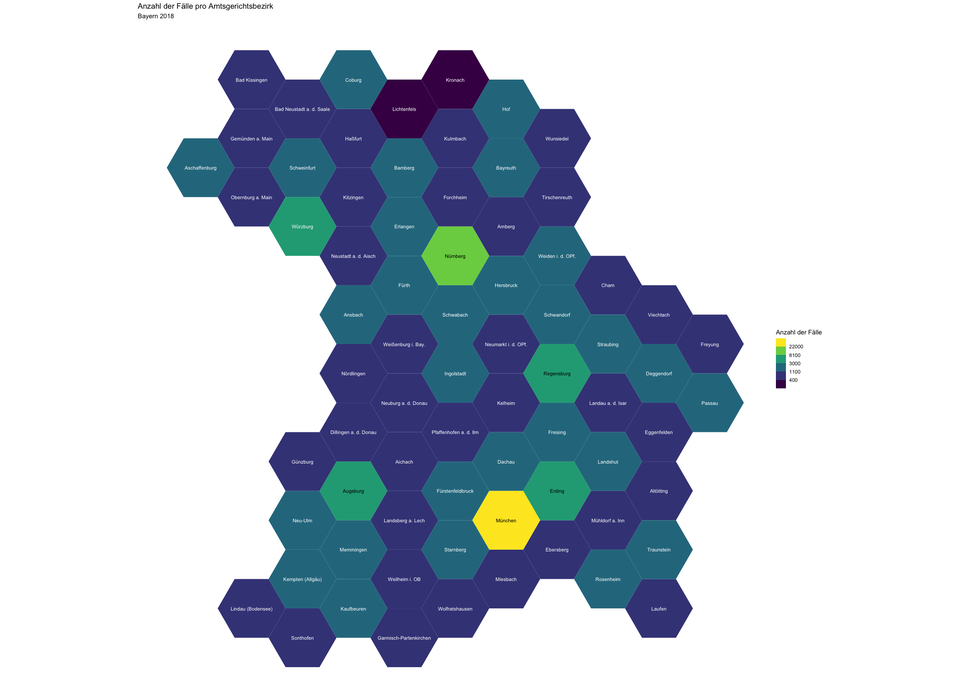 Anzahl der Fälle pro Amtsgerichtsbezirk
Bayern 2018
Bad Kissingen
Coburg
Kronach
Bad Neustadt a. d. Saale
Lichtenfels
Hof
Gemünden a. Main
Haßfurt
Kulmbach
Wunsiedel
Aschaffenburg
Schweinfurt
Bamberg
Bayreuth
Obernburg a. Main
Kitzingen
Forchheim
Tirschenreuth
Würzburg
Erlangen
Amberg
Neustadt a. d. Aisch
Nürnberg
Weiden i. d. OPf.
Fürth
Hersbruck
Cham
Ansbach
Schwabach
Schwandorf
Viechtach
Weißenburg i. Bay.
Neumarkt i. d. OPf.
Straubing
Freyung
Nördlingen
Ingolstadt
Regensburg
Deggendorf
Neuburg a. d. Donau
Kelheim
Landau a. d. Isar
Passau
Dillingen a. d. Donau
Pfaffenhofen a. d. Ilm
Freising
Eggenfelden
Günzburg
Aichach
Dachau
Landshut
Augsburg
Fürstenfeldbruck
Erding
Altötting
Neu-Ulm
Landsberg a. Lech
München
Mühldorf a. Inn
Memmingen
Starnberg
Ebersberg
Traunstein
Kempten (Allgäu)
Weilheim i. OB
Miesbach
Rosenheim
Lindau (Bodensee)
Kaufbeuren
Wolfratshausen
Laufen
Sonthofen
Garmisch-Partenkirchen
Anzahl der Fälle
22000
8100
3000
1100
400